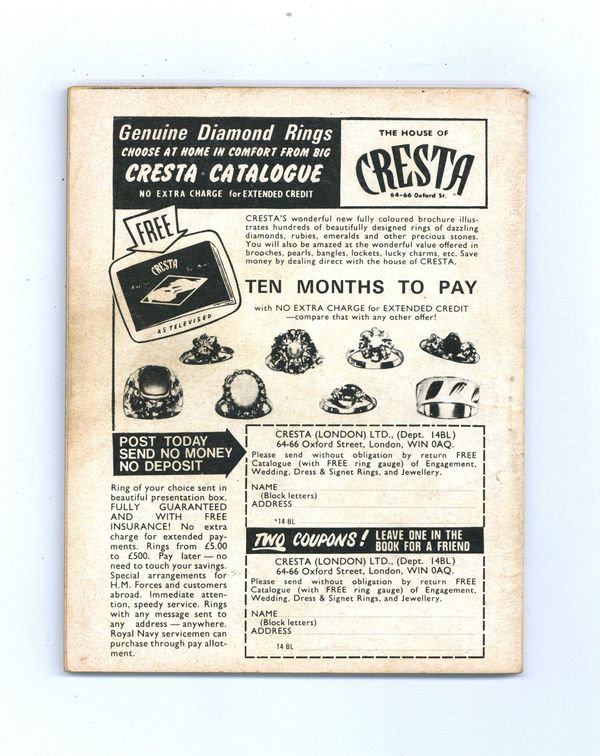 Genuine Diamond Rings
CHOOSE AT HOME IN COMFORT FROM BIG
CRESTA CATALOGUE
NO EXTRA CHARGE for EXTENDED CREDIT
THE HOUSE OF
CRESTA
64-66 Oxford St.
FREE
CRESTA
AS TELEVISED
CRESTA'S wonderful new fully coloured brochure illus-
trates hundreds of beautifully designed rings of dazzling
diamonds, rubies, emeralds and other precious stones.
You will also be amazed at the wonderful value offered in
brooches, pearls, bangles, lockets, lucky charms, etc. Save
money by dealing direct with the house of CRESTA.
TEN MONTHS TO PAY
with NO EXTRA CHARGE for EXTENDED CREDIT
—compare that with any other offer!
POST TODAY
SEND NO MONEY
NO DEPOSIT
Ring of your choice sent in
beautiful presentation box.
FULLY GUARANTEED
AND WITH FREE
INSURANCE! No extra
charge for extended pay-
ments. Rings from £5.00
to £500. Pay later — no
need to touch your savings.
Special arrangements for
H.M. Forces and customers
abroad. Immediate atten-
tion, speedy service. Rings
with any message sent to
any address — anywhere.
Royal Navy servicemen can
purchase through pay allot-
ment.
CRESTA (LONDON) LTD., (Dept. 14BL)
64-66 Oxford Street, London, W1N 0AQ.
Please send without obligation by return FREE
Catalogue (with FREE ring gauge) of Engagement,
Wedding, Dress & Signet Rings, and Jewellery.
NAME
(Block letters)
ADDRESS
*14 BL
TWO COUPONS! LEAVE ONE IN THE
BOOK FOR A FRIEND
CRESTA (LONDON) LTD., (Dept. 14BL)
64-66 Oxford Street, London, W1N 0AQ.
Please send without obligation by return FREE
Catalogue (with FREE ring gauge) of Engagement,
Wedding, Dress & Signet Rings, and Jewellery.
NAME
(Block letters)
ADDRESS
14 BL